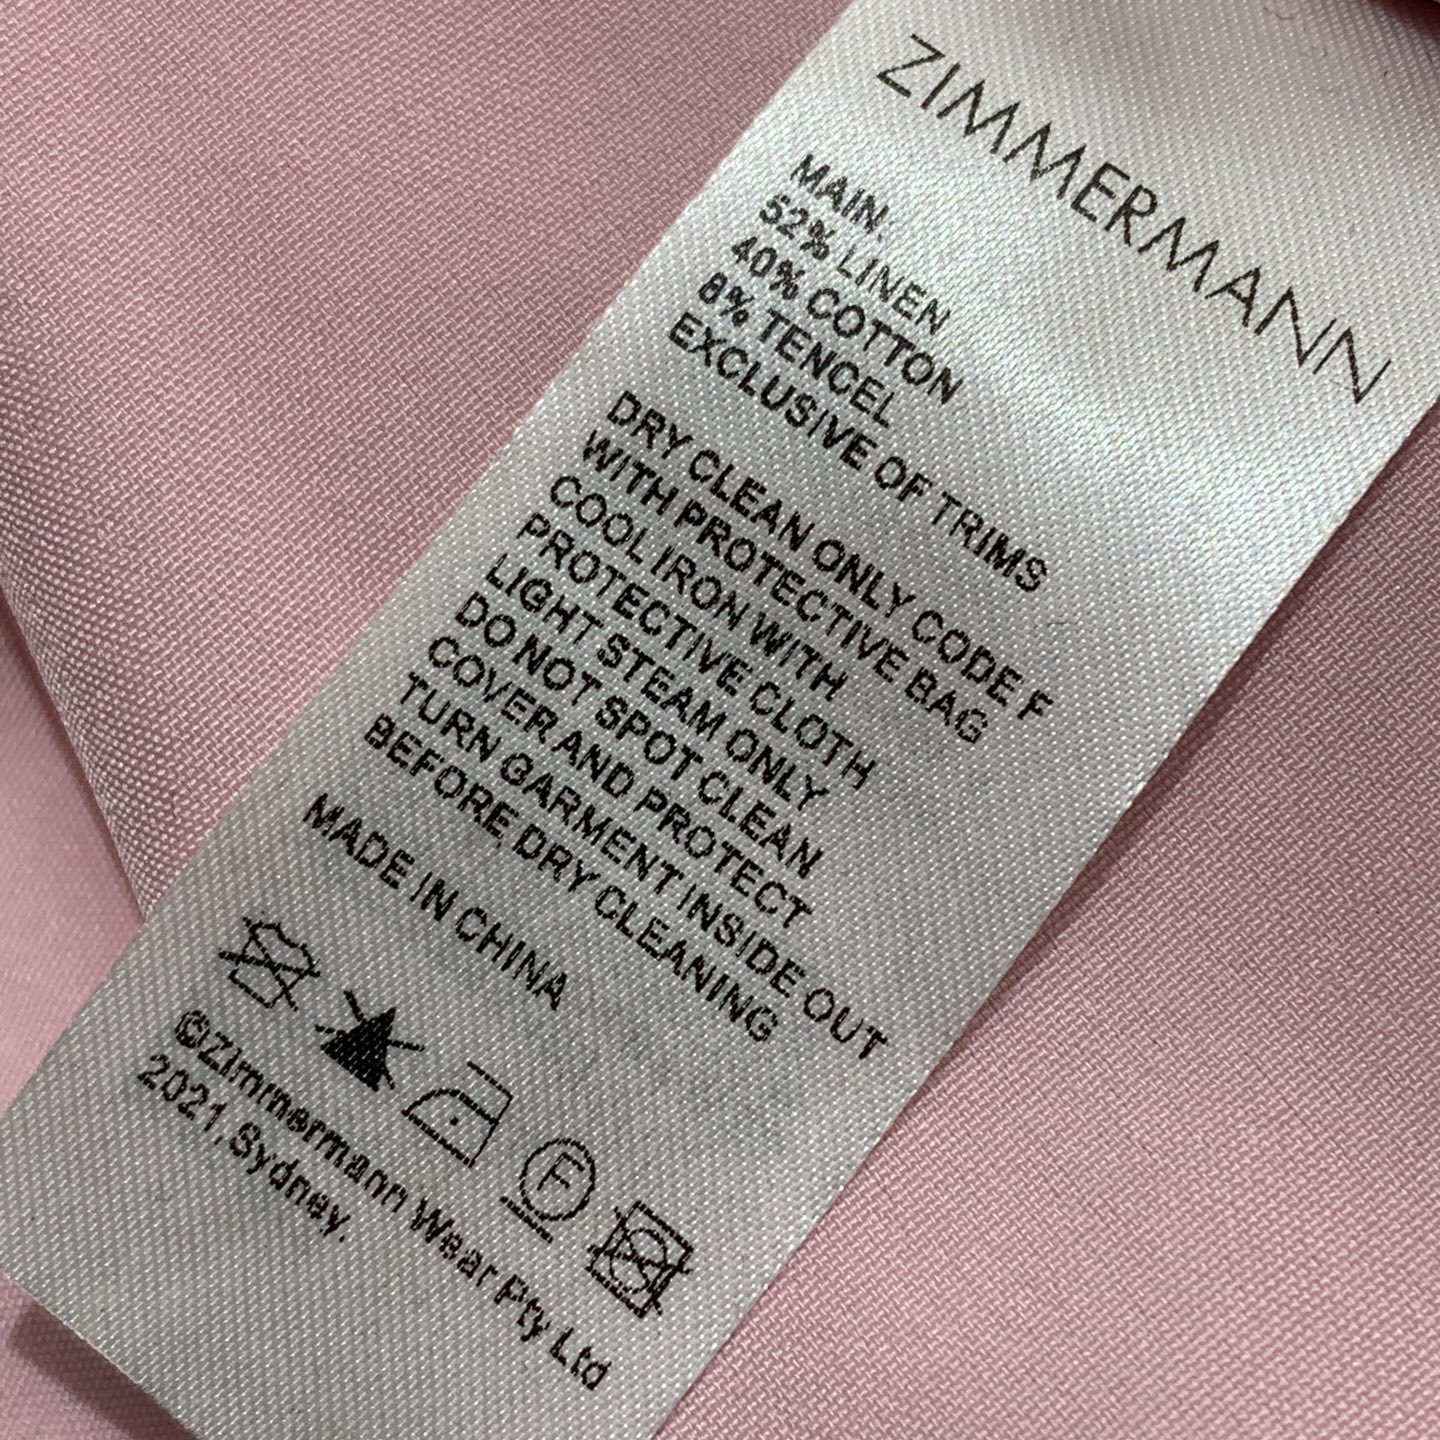 ZIMMERMANN
MAIN:
52% LINEN
40% COTTON
8% TENCEL
EXCLUSIVE OF TRIMS
DRY CLEAN ONLY CODE F
WITH PROTECTIVE BAG
COOL IRON WITH
PROTECTIVE CLOTH
LIGHT STEAM ONLY
DO NOT SPOT CLEAN
COVER AND PROTECT
TURN GARMENT INSIDE OUT
BEFORE DRY CLEANING
MADE IN CHINA
F
©Zimmermann Wear Pty Ltd
2021,Sydney.